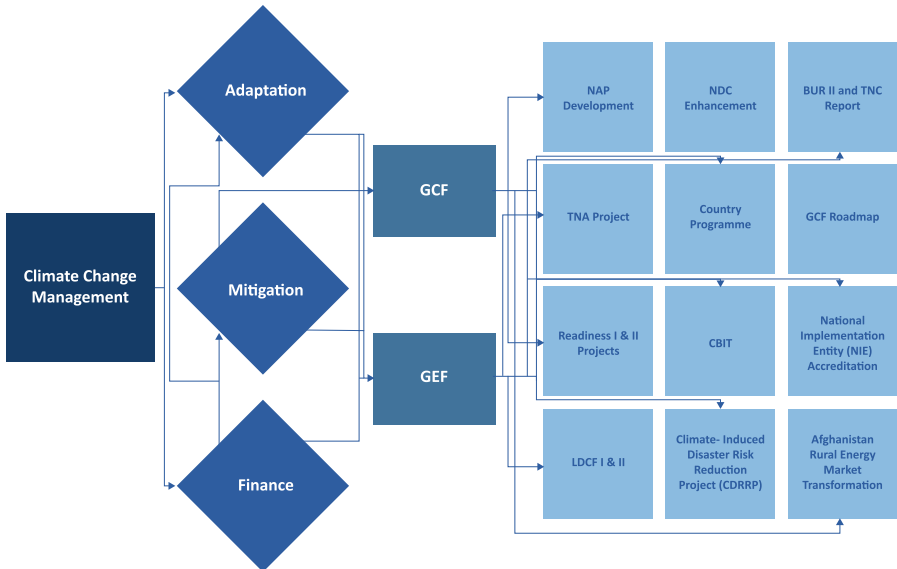 Climate Change
Management
Adaptation
Mitigation
Finance
GCF
GEF
NAP
Development
NDC
Enhancement
BUR II and TNC
Report
TNA Project
Country
Programme
GCF Roadmap
Readiness I & II
Projects
CBIT
National
Implementation
Entity (NIE)
Accreditation
LDCF I & II
Climate- Induced
Disaster Risk
Reduction
Project (CDRRP)
Afghanistan
Rural Energy
Market
Transformation